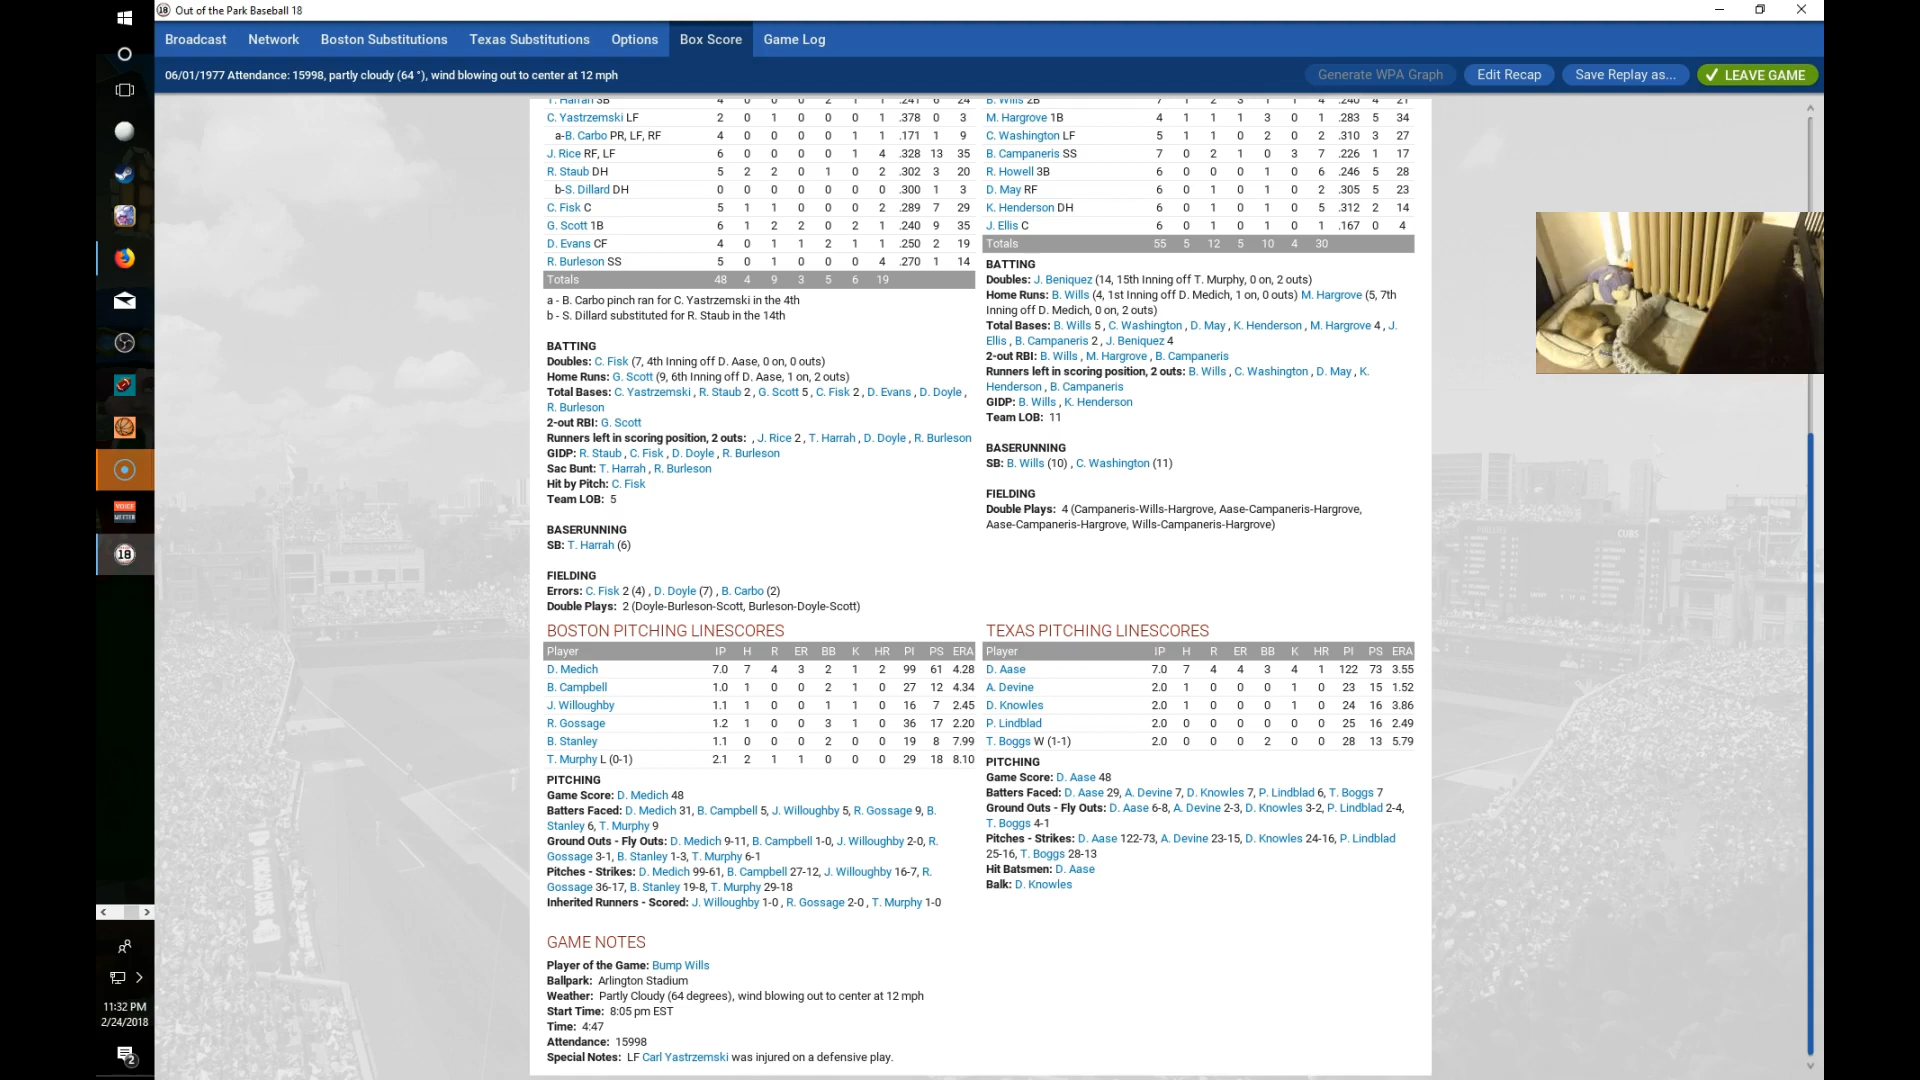 Out of the Park Baseball 18
Broadcast Network Boston Substitutions Texas Substitutions Options Box Score Game Log
06/01/1977 Attendance: 15998, partly cloudy (64 °), wind blowing out to center at 12 mph
Generate WPA Graph Edit Recap Save Replay as... LEAVE GAME
T. Harrah 3B 4 0 0 0 2 1 1 .241 6 24
C. Yastrzemski LF 2 0 1 0 0 0 1 .378 0 3
a-B. Carbo PR, LF, RF 4 0 0 0 0 1 1 .171 1 9
J. Rice RF, LF 6 0 0 0 0 1 4 .328 13 35
R. Staub DH 5 2 2 0 1 0 2 .302 3 20
b-S. Dillard DH 0 0 0 0 0 0 0 .300 1 3
C. Fisk C 5 1 1 0 0 0 2 .289 7 29
G. Scott 1B 6 1 2 2 0 2 1 .240 9 35
D. Evans CF 4 0 1 1 2 1 1 .250 2 19
R. Burleson SS 5 0 1 0 0 0 4 .270 1 14
Totals 48 4 9 3 5 6 19
a - B. Carbo pinch ran for C. Yastrzemski in the 4th
b - S. Dillard substituted for R. Staub in the 14th
BATTING
Doubles: C. Fisk (7, 4th Inning off D. Aase, 0 on, 0 outs)
Home Runs: G. Scott (9, 6th Inning off D. Aase, 1 on, 2 outs)
Total Bases: C. Yastrzemski , R. Staub 2 , G. Scott 5 , C. Fisk 2 , D. Evans , D. Doyle ,
R. Burleson
2-out RBI: G. Scott
Runners left in scoring position, 2 outs: , J. Rice 2 , T. Harrah , D. Doyle , R. Burleson
GIDP: R. Staub , C. Fisk , D. Doyle , R. Burleson
Sac Bunt: T. Harrah , R. Burleson
Hit by Pitch: C. Fisk
Team LOB: 5
BASERUNNING
SB: T. Harrah (6)
FIELDING
Errors: C. Fisk 2 (4) , D. Doyle (7) , B. Carbo (2)
Double Plays: 2 (Doyle-Burleson-Scott, Burleson-Doyle-Scott)
B. Wills 2B 7 1 2 3 1 1 4 .240 4 21
M. Hargrove 1B 4 1 1 1 3 0 1 .283 5 34
C. Washington LF 5 1 1 0 2 0 2 .310 3 27
B. Campaneris SS 7 0 2 1 0 3 7 .226 1 17
R. Howell 3B 6 0 0 0 1 0 6 .246 5 28
D. May RF 6 0 1 0 1 0 2 .305 5 23
K. Henderson DH 6 0 1 0 1 0 5 .312 2 14
J. Ellis C 6 0 1 0 1 0 1 .167 0 4
Totals 55 5 12 5 10 4 30
BATTING
Doubles: J. Beniquez (14, 15th Inning off T. Murphy, 0 on, 2 outs)
Home Runs: B. Wills (4, 1st Inning off D. Medich, 1 on, 0 outs) M. Hargrove (5, 7th
Inning off D. Medich, 0 on, 2 outs)
Total Bases: B. Wills 5 , C. Washington , D. May , K. Henderson , M. Hargrove 4 , J.
Ellis , B. Campaneris 2 , J. Beniquez 4
2-out RBI: B. Wills , M. Hargrove , B. Campaneris
Runners left in scoring position, 2 outs: B. Wills , C. Washington , D. May , K.
Henderson , B. Campaneris
GIDP: B. Wills , K. Henderson
Team LOB: 11
BASERUNNING
SB: B. Wills (10) , C. Washington (11)
FIELDING
Double Plays: 4 (Campaneris-Wills-Hargrove, Aase-Campaneris-Hargrove,
Aase-Campaneris-Hargrove, Wills-Campaneris-Hargrove)
BOSTON PITCHING LINESCORES
Player IP H R ER BB K HR PI PS ERA
D. Medich 7.0 7 4 3 2 1 2 99 61 4.28
B. Campbell 1.0 1 0 0 2 1 0 27 12 4.34
J. Willoughby 1.1 1 0 0 1 1 0 16 7 2.45
R. Gossage 1.2 1 0 0 3 1 0 36 17 2.20
B. Stanley 1.1 0 0 0 2 0 0 19 8 7.99
T. Murphy L (0-1) 2.1 2 1 1 0 0 0 29 18 8.10
PITCHING
Game Score: D. Medich 48
Batters Faced: D. Medich 31, B. Campbell 5, J. Willoughby 5, R. Gossage 9, B.
Stanley 6, T. Murphy 9
Ground Outs - Fly Outs: D. Medich 9-11, B. Campbell 1-0, J. Willoughby 2-0, R.
Gossage 3-1, B. Stanley 1-3, T. Murphy 6-1
Pitches - Strikes: D. Medich 99-61, B. Campbell 27-12, J. Willoughby 16-7, R.
Gossage 36-17, B. Stanley 19-8, T. Murphy 29-18
Inherited Runners - Scored: J. Willoughby 1-0 , R. Gossage 2-0 , T. Murphy 1-0
TEXAS PITCHING LINESCORES
Player IP H R ER BB K HR PI PS ERA
D. Aase 7.0 7 4 4 3 4 1 122 73 3.55
A. Devine 2.0 1 0 0 0 1 0 23 15 1.52
D. Knowles 2.0 1 0 0 0 1 0 24 16 3.86
P. Lindblad 2.0 0 0 0 0 0 0 25 16 2.49
T. Boggs W (1-1) 2.0 0 0 0 2 0 0 28 13 5.79
PITCHING
Game Score: D. Aase 48
Batters Faced: D. Aase 29, A. Devine 7, D. Knowles 7, P. Lindblad 6, T. Boggs 7
Ground Outs - Fly Outs: D. Aase 6-8, A. Devine 2-3, D. Knowles 3-2, P. Lindblad 2-4,
T. Boggs 4-1
Pitches - Strikes: D. Aase 122-73, A. Devine 23-15, D. Knowles 24-16, P. Lindblad
25-16, T. Boggs 28-13
Hit Batsmen: D. Aase
Balk: D. Knowles
GAME NOTES
Player of the Game: Bump Wills
Ballpark: Arlington Stadium
Weather: Partly Cloudy (64 degrees), wind blowing out to center at 12 mph
Start Time: 8:05 pm EST
Time: 4:47
Attendance: 15998
Special Notes: LF Carl Yastrzemski was injured on a defensive play.
VOICE
MEETER
18
11:32 PM
2/24/2018
2
CUBS